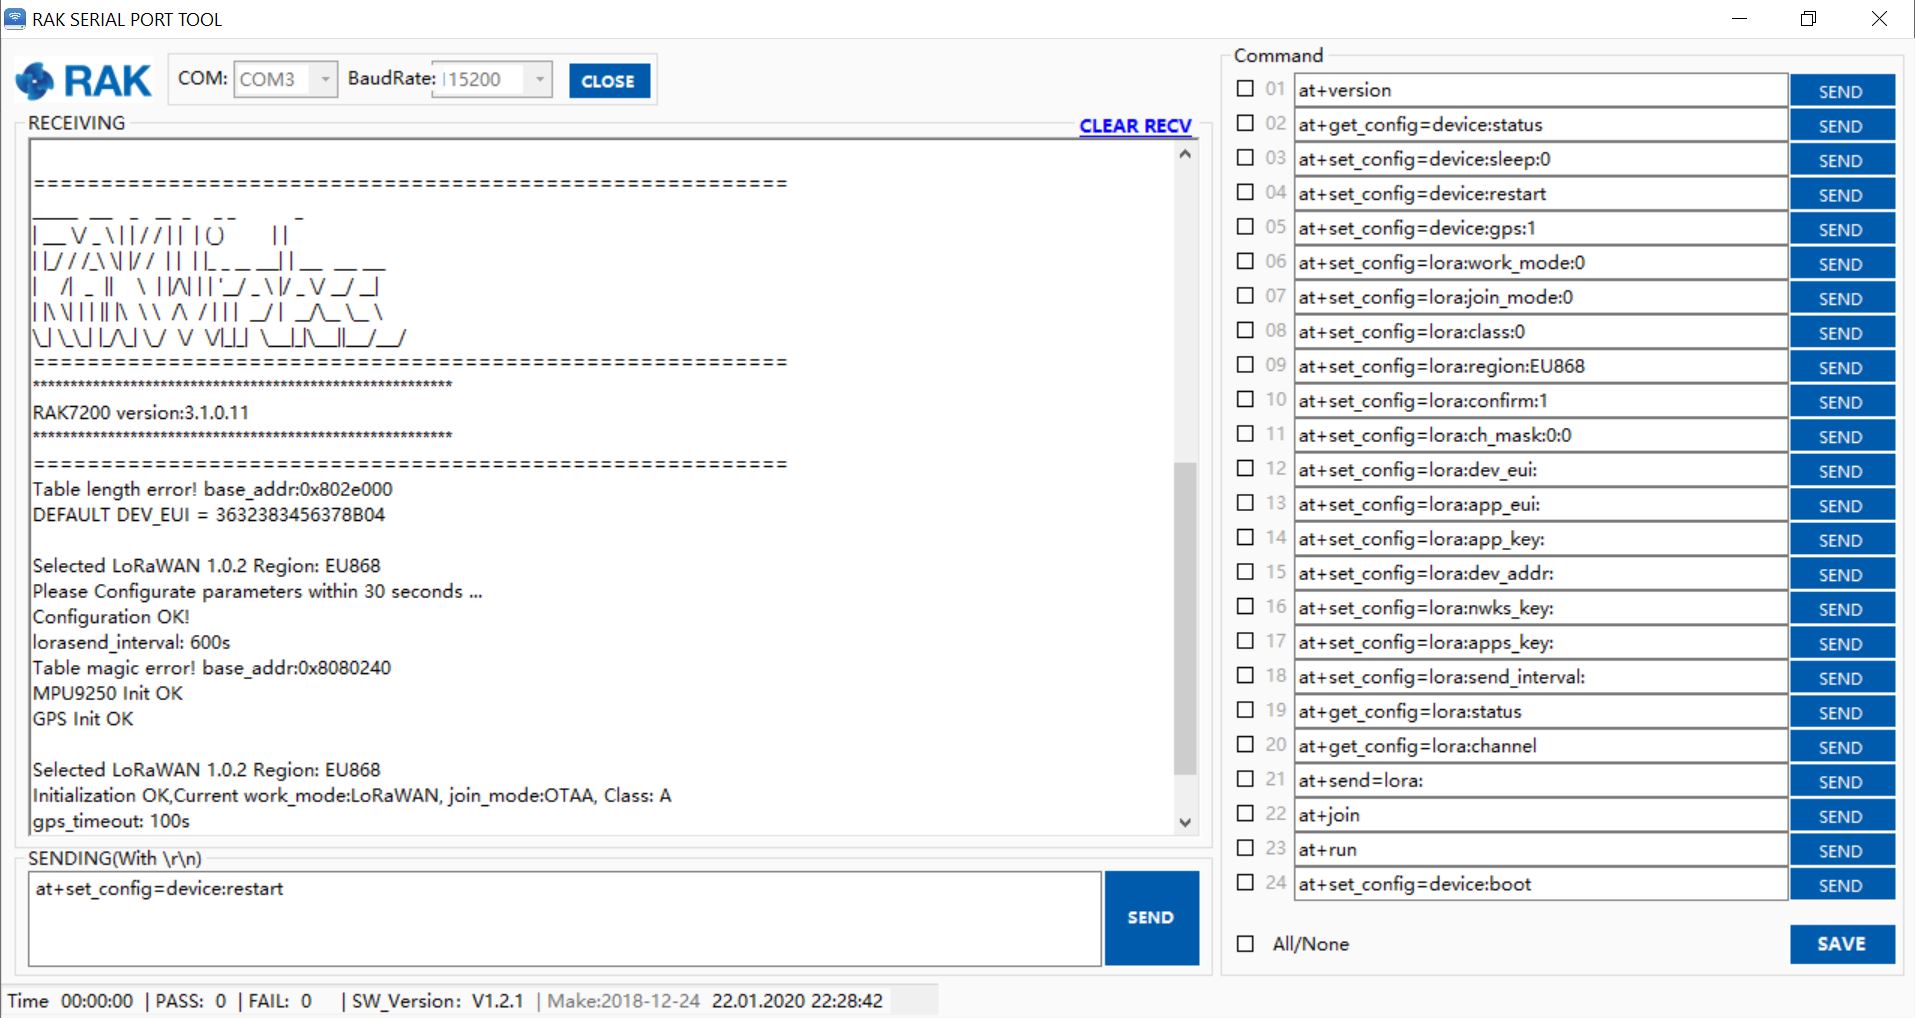 RAK SERIAL PORT TOOL
RAK
COM: COM3 BaudRate: 115200 CLOSE
RECEIVING
CLEAR RECV
========================================================
*********************************************************
RAK7200 version:3.1.0.11
*********************************************************
========================================================
Table length error! base_addr:0x802e000
DEFAULT DEV_EUI = 3632383456378B04
Selected LoRaWAN 1.0.2 Region: EU868
Please Configurate parameters within 30 seconds ...
Configuration OK!
lorasend_interval: 600s
Table magic error! base_addr:0x8080240
MPU9250 Init OK
GPS Init OK
Selected LoRaWAN 1.0.2 Region: EU868
Initialization OK,Current work_mode:LoRaWAN, join_mode:OTAA, Class: A
gps_timeout: 100s
SENDING(With \r\n)
at+set_config=device:restart
SEND
Command
01 at+version SEND
02 at+get_config=device:status SEND
03 at+set_config=device:sleep:0 SEND
04 at+set_config=device:restart SEND
05 at+set_config=device:gps:1 SEND
06 at+set_config=lora:work_mode:0 SEND
07 at+set_config=lora:join_mode:0 SEND
08 at+set_config=lora:class:0 SEND
09 at+set_config=lora:region:EU868 SEND
10 at+set_config=lora:confirm:1 SEND
11 at+set_config=lora:ch_mask:0:0 SEND
12 at+set_config=lora:dev_eui: SEND
13 at+set_config=lora:app_eui: SEND
14 at+set_config=lora:app_key: SEND
15 at+set_config=lora:dev_addr: SEND
16 at+set_config=lora:nwks_key: SEND
17 at+set_config=lora:apps_key: SEND
18 at+set_config=lora:send_interval: SEND
19 at+get_config=lora:status SEND
20 at+get_config=lora:channel SEND
21 at+send=lora: SEND
22 at+join SEND
23 at+run SEND
24 at+set_config=device:boot SEND
All/None SAVE
Time 00:00:00 | PASS: 0 | FAIL: 0 | SW_Version: V1.2.1 | Make:2018-12-24 22.01.2020 22:28:42